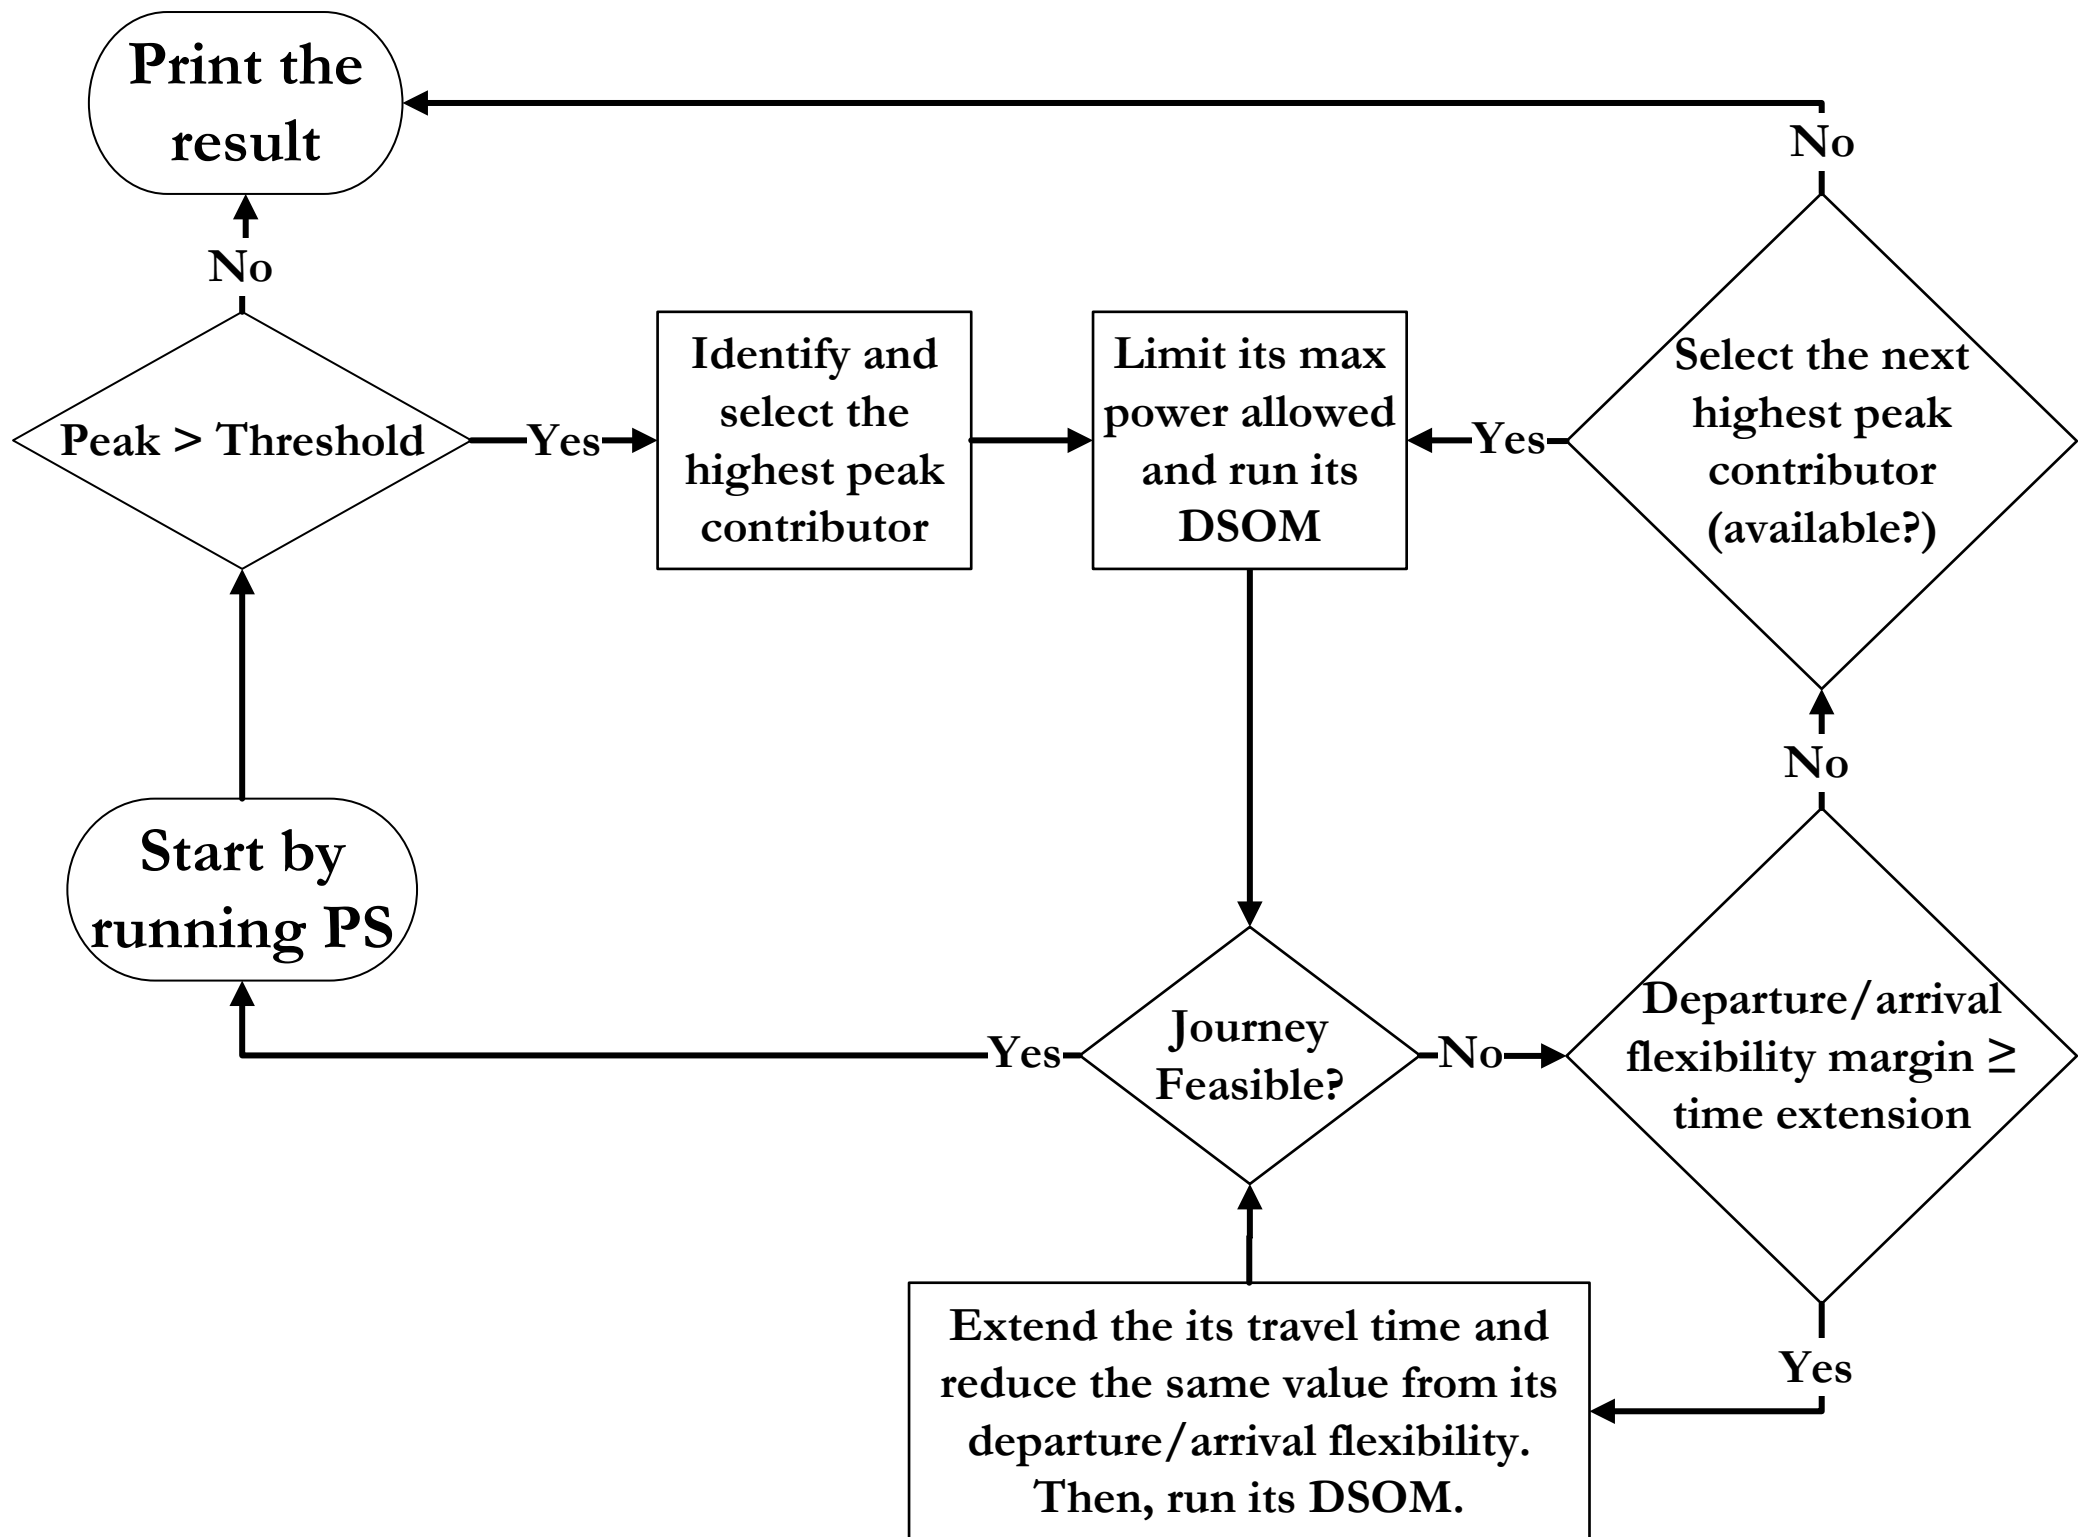 Print the
result
No
No
Peak > Threshold
Yes
Identify and
select the
highest peak
contributor
Limit its max
power allowed
and run its
DSOM
Yes
Select the next
highest peak
contributor
(available?)
No
Start by
running PS
Yes
Journey
Feasible?
No
Departure/arrival
flexibility margin ≥
time extension
Yes
Extend the its travel time and
reduce the same value from its
departure/arrival flexibility.
Then, run its DSOM.